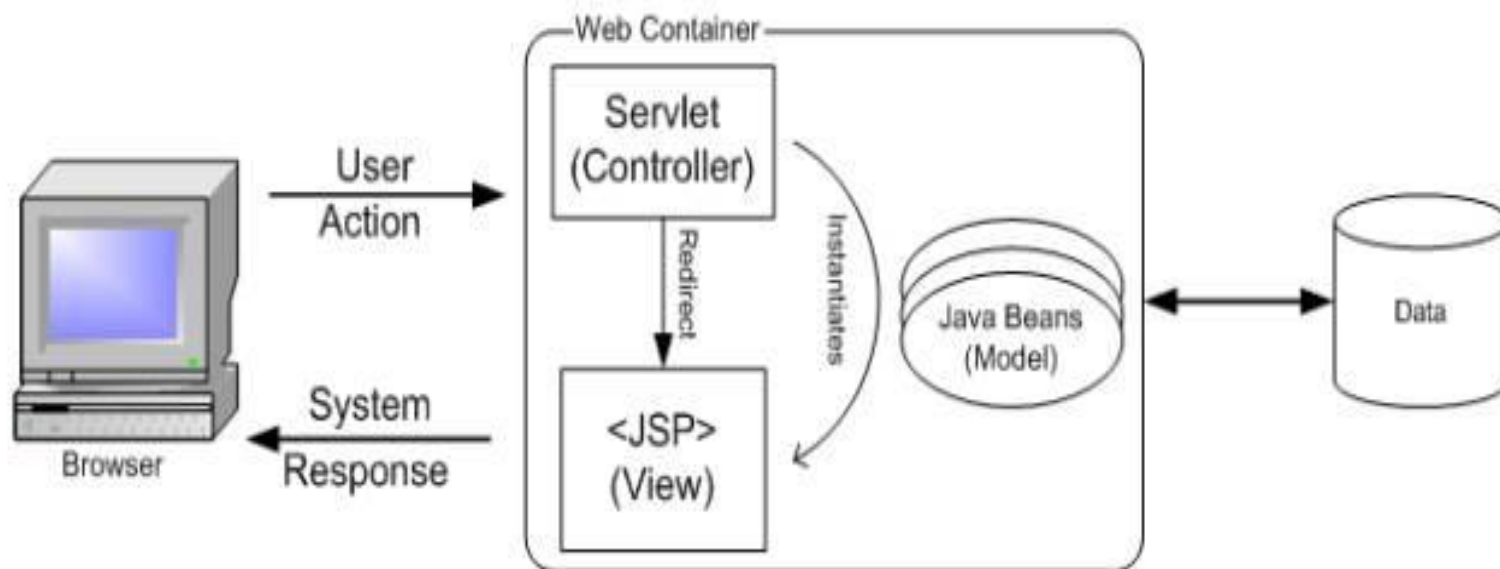 Web Container
Servlet
(Controller)
User
Action
Redirect
Instantiates
Java Beans
(Model)
Data
<JSP>
(View)
System
Response
Browser